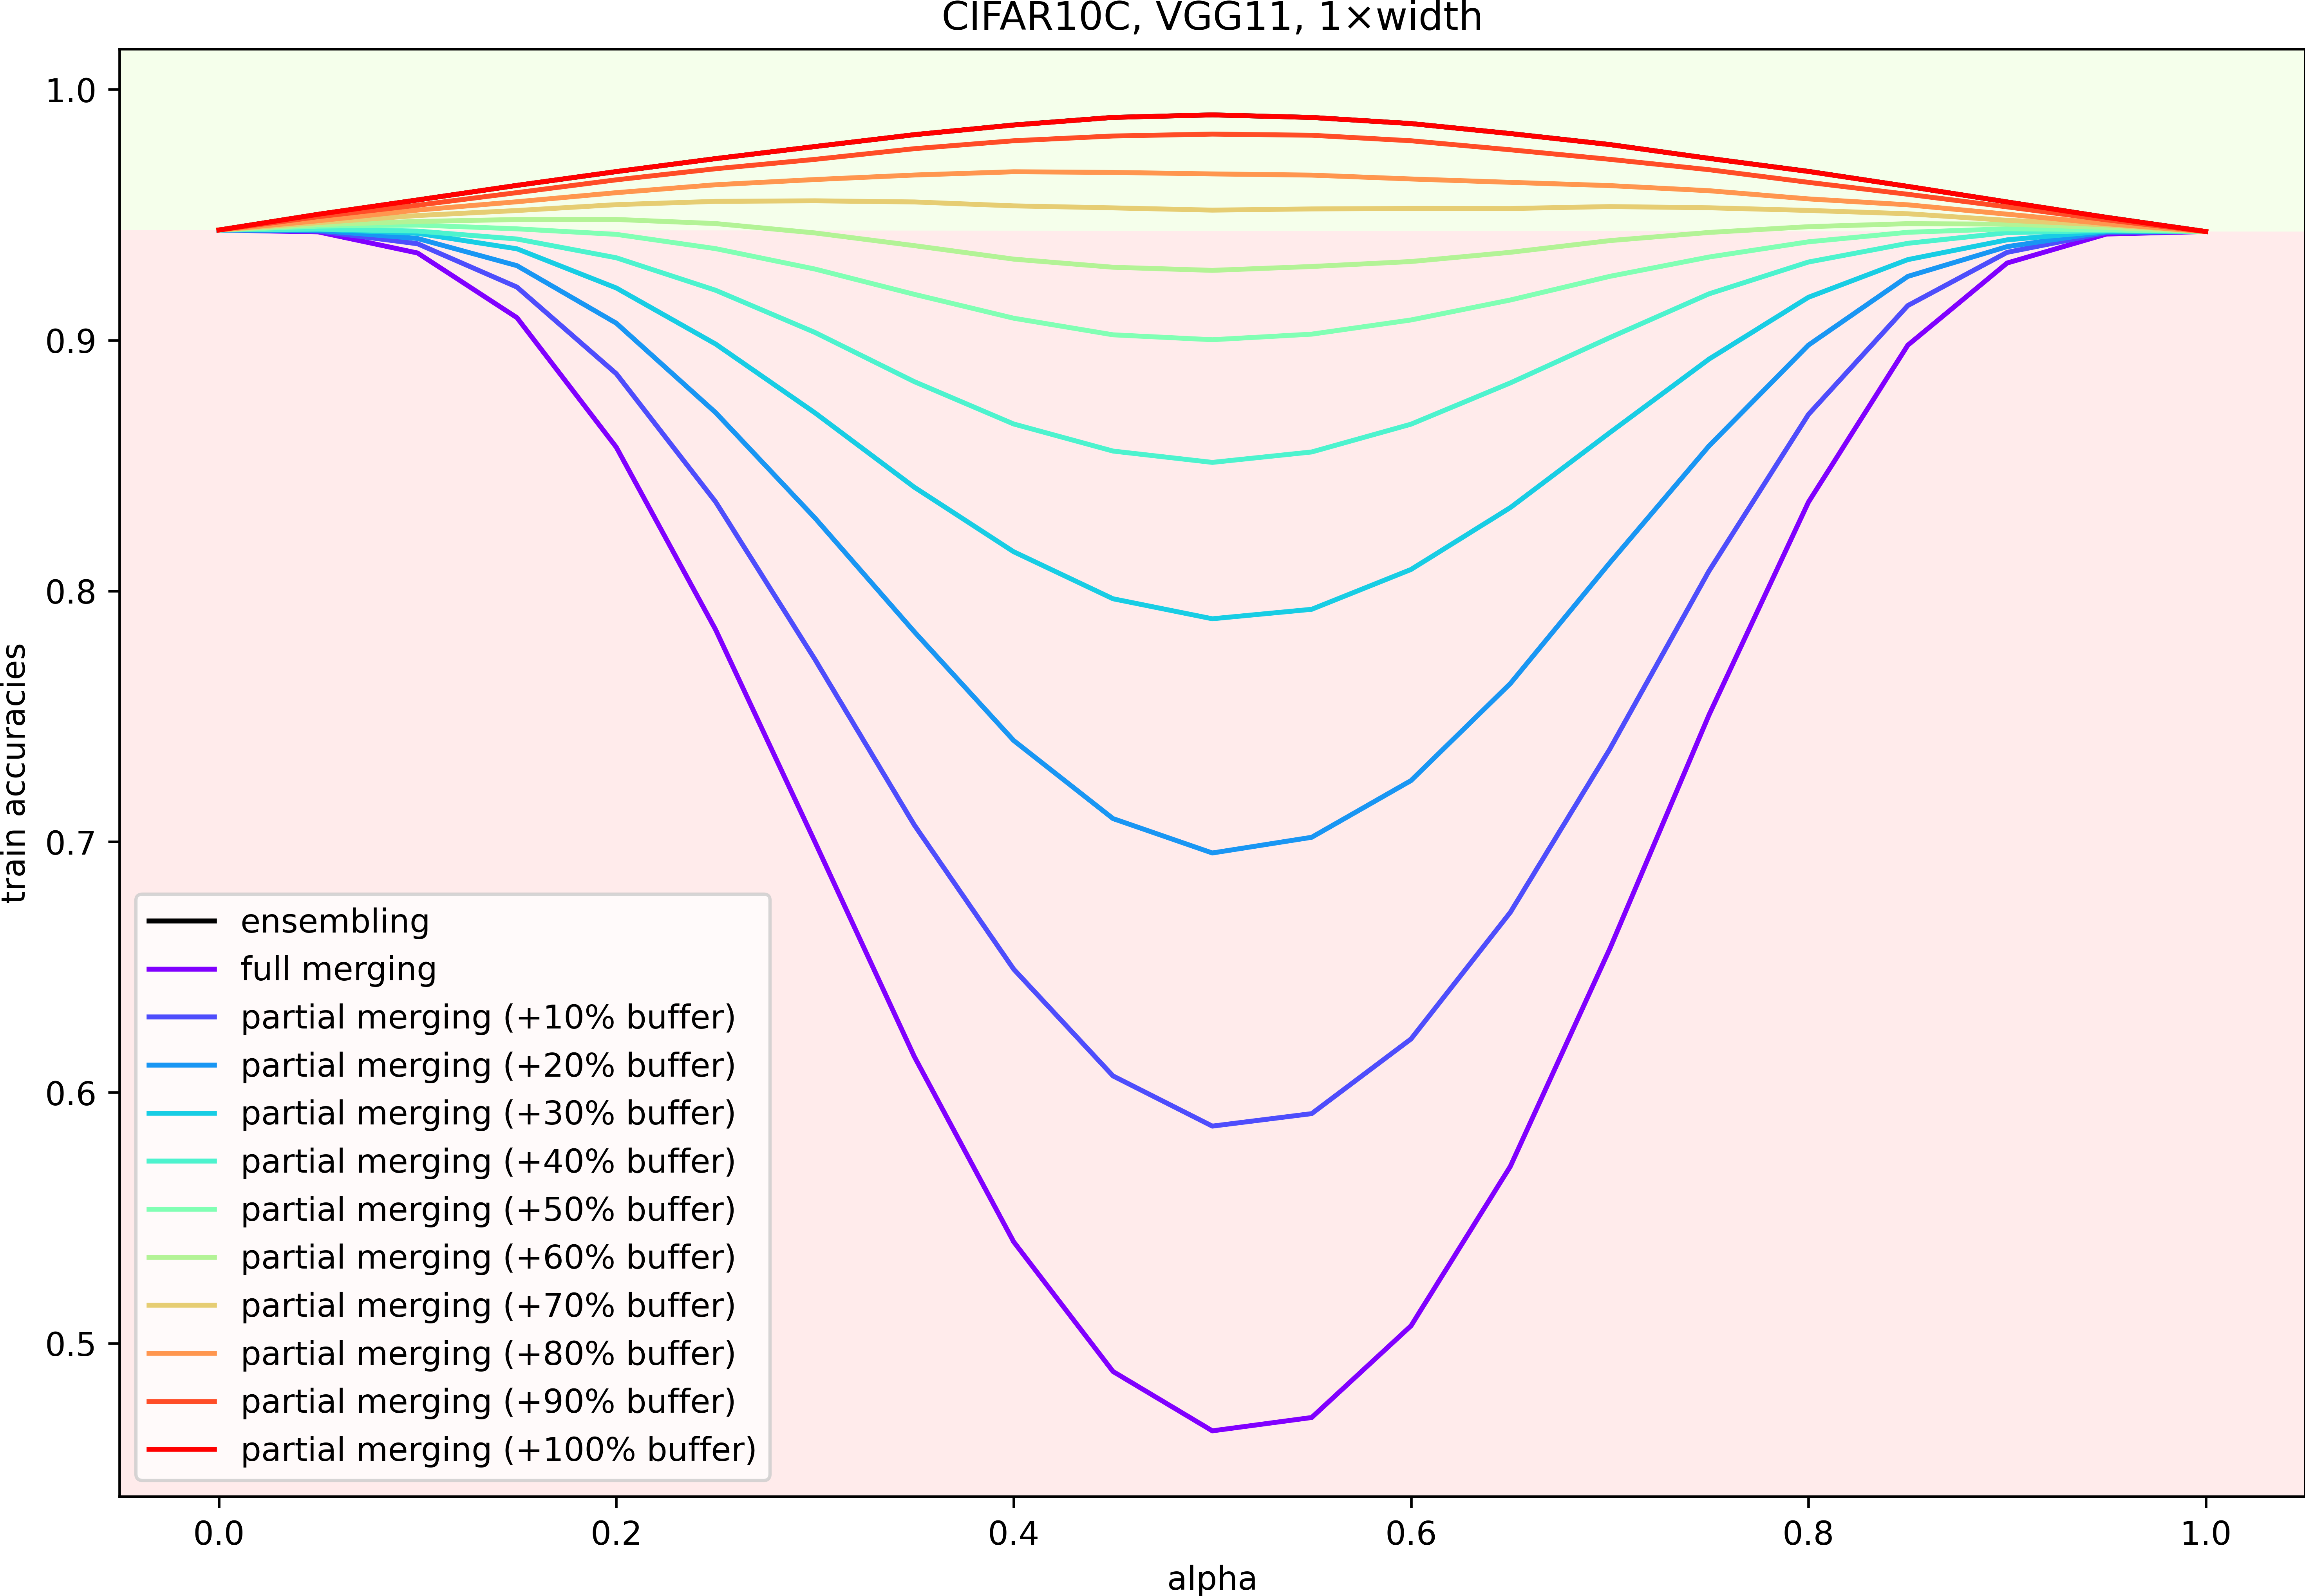 CIFAR10C, VGG11, 1×width
1.0
0.9
0.8
0.7
0.6
0.5
train accuracies
ensembling
full merging
partial merging (+10% buffer)
partial merging (+20% buffer)
partial merging (+30% buffer)
partial merging (+40% buffer)
partial merging (+50% buffer)
partial merging (+60% buffer)
partial merging (+70% buffer)
partial merging (+80% buffer)
partial merging (+90% buffer)
partial merging (+100% buffer)
0.0 0.2 0.4 0.6 0.8 1.0
alpha